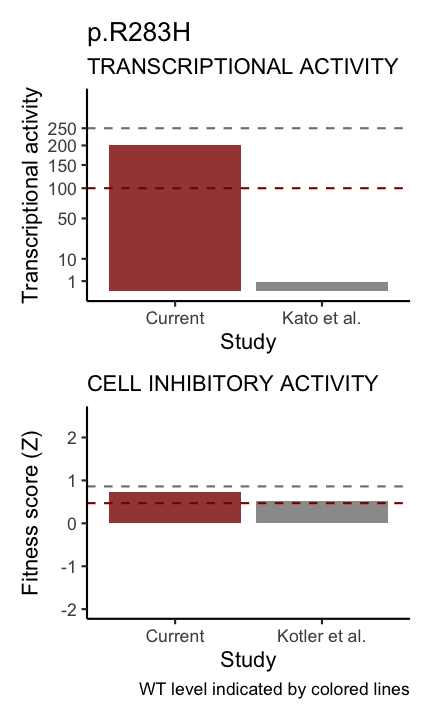 p.R283H
TRANSCRIPTIONAL ACTIVITY
Transcriptional activity
250
200
150
100
50
10
1
Current
Kato et al.
Study
CELL INHIBITORY ACTIVITY
Fitness score (Z)
2
1
0
-1
-2
Current
Kotler et al.
Study
WT level indicated by colored lines